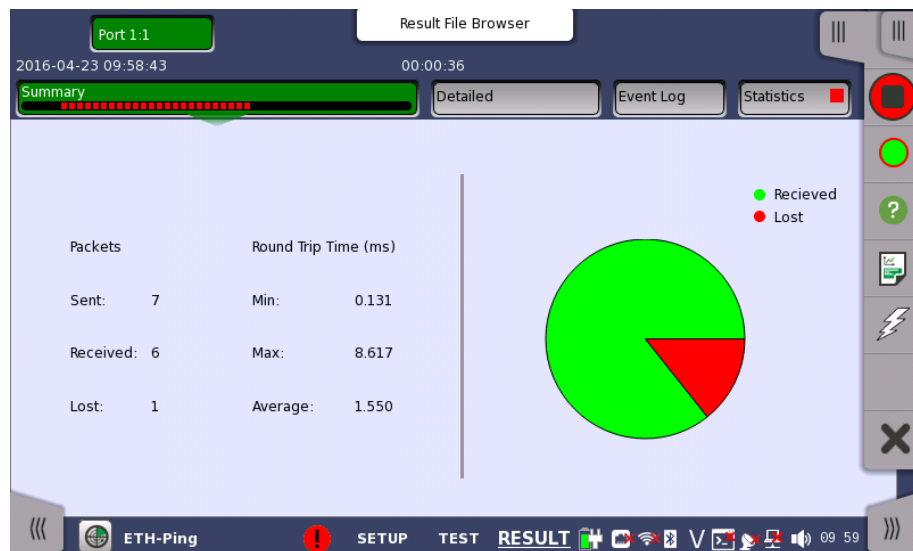 Port 1:1
Result File Browser
2016-04-23 09:58:43
00:00:36
Summary
Detailed
Event Log
Statistics
Recieved
Lost
Packets
Round Trip Time (ms)
Sent: 7
Min: 0.131
Received: 6
Max: 8.617
Lost: 1
Average: 1.550
ETH-Ping
SETUP
TEST
RESULT
V
09 59